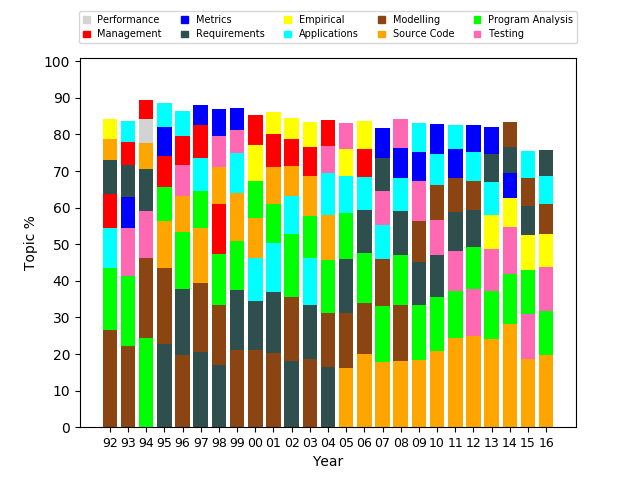 Performance Metrics Empirical Modelling Program Analysis
Management Requirements Applications Source Code Testing
100
90
80
70
60
50
40
30
20
10
0
Topic %
92 93 94 95 96 97 98 99 00 01 02 03 04 05 06 07 08 09 10 11 12 13 14 15 16
Year